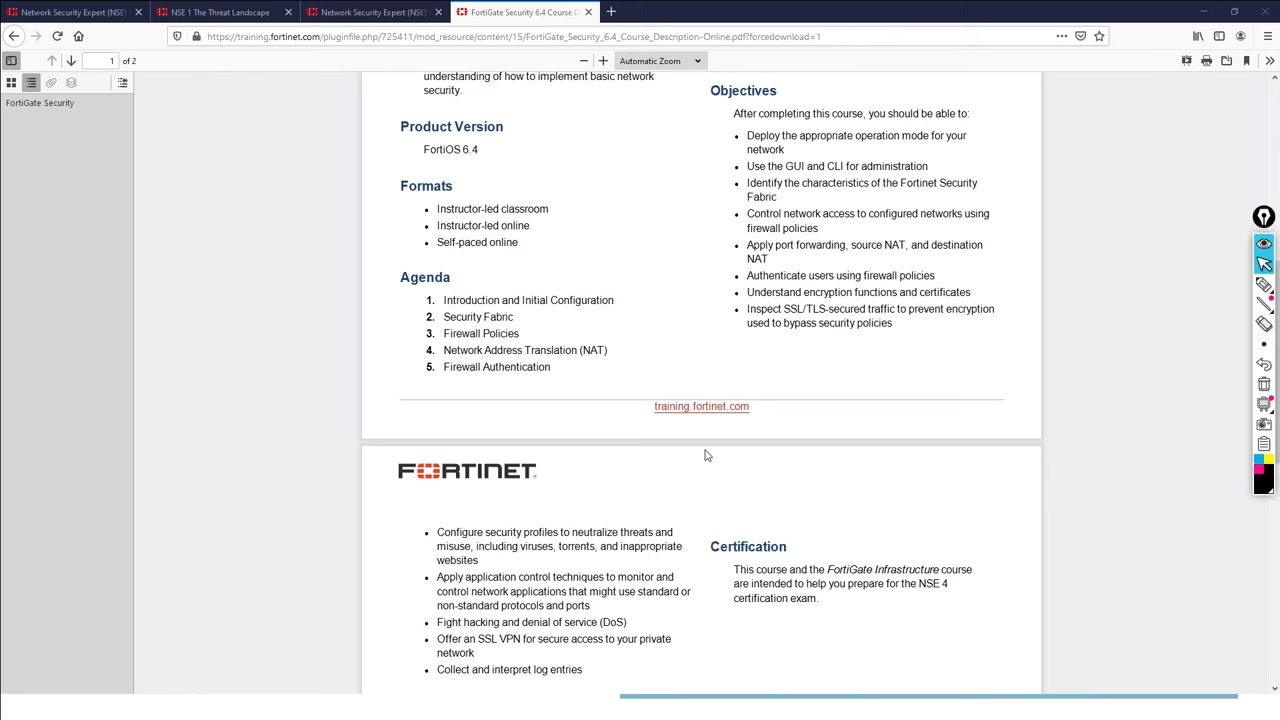 Network Security Expert (NSE)
NSE 1 The Threat Landscape
Network Security Expert (NSE)
FortiGate Security 6.4 Course D
https://training.fortinet.com/pluginfile.php/725411/mod_resource/content/15/FortiGate_Security_6.4_Course_Description-Online.pdf?forcedownload=1
1 of 2
Automatic Zoom
FortiGate Security
understanding of how to implement basic network
security.
Product Version
FortiOS 6.4
Formats
• Instructor-led classroom
• Instructor-led online
• Self-paced online
Agenda
1. Introduction and Initial Configuration
2. Security Fabric
3. Firewall Policies
4. Network Address Translation (NAT)
5. Firewall Authentication
Objectives
After completing this course, you should be able to:
• Deploy the appropriate operation mode for your
network
• Use the GUI and CLI for administration
• Identify the characteristics of the Fortinet Security
Fabric
• Control network access to configured networks using
firewall policies
• Apply port forwarding, source NAT, and destination
NAT
• Authenticate users using firewall policies
• Understand encryption functions and certificates
• Inspect SSL/TLS-secured traffic to prevent encryption
used to bypass security policies
training.fortinet.com
FORTINET
• Configure security profiles to neutralize threats and
misuse, including viruses, torrents, and inappropriate
websites
• Apply application control techniques to monitor and
control network applications that might use standard or
non-standard protocols and ports
• Fight hacking and denial of service (DoS)
• Offer an SSL VPN for secure access to your private
network
• Collect and interpret log entries
Certification
This course and the FortiGate Infrastructure course
are intended to help you prepare for the NSE 4
certification exam.